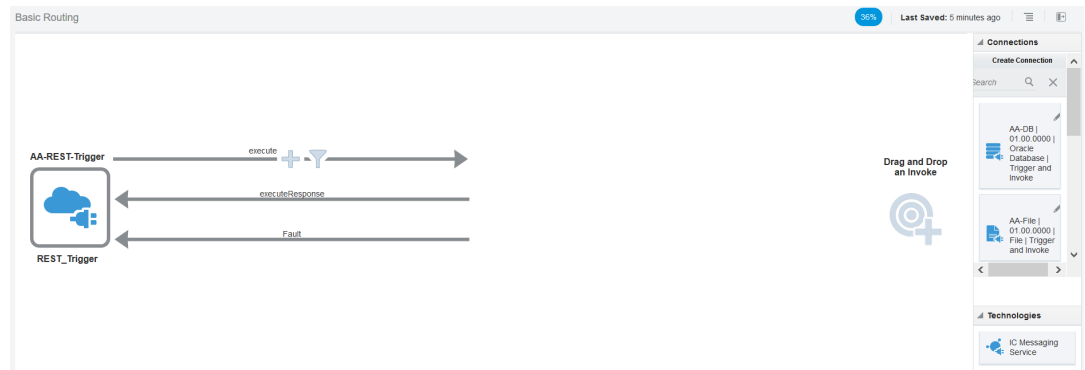 Basic Routing
36%
Last Saved: 5 minutes ago
Connections
Create Connection
Search
AA-DB |
01.00.0000 |
Oracle
Database |
Trigger and
Invoke
AA-File |
01.00.0000 |
File | Trigger
and Invoke
Technologies
IC Messaging
Service
AA-REST-Trigger
execute
executeResponse
Fault
REST_Trigger
Drag and Drop
an Invoke